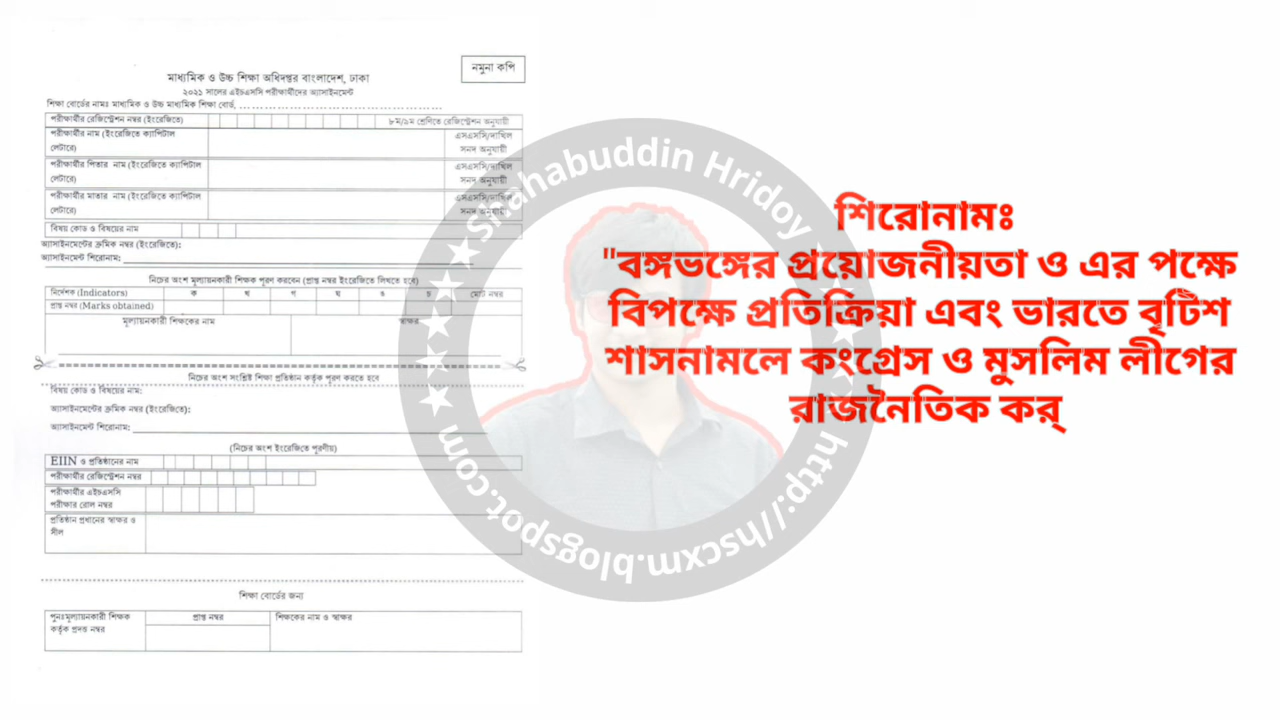 নমুনা কপি
মাধ্যমিক ও উচ্চ শিক্ষা অধিদপ্তর বাংলাদেশ, ঢাকা
২০২১ সালের এইচএসসি পরীক্ষার্থীদের অ্যাসাইনমেন্ট
শিক্ষা বোর্ডের নামঃ মাধ্যমিক ও উচ্চ মাধ্যমিক শিক্ষা বোর্ড,
পরীক্ষার্থীর রেজিস্ট্রেশন নম্বর (ইংরেজিতে) ৮ম/৯ম শ্রেণিতে রেজিস্ট্রেশন অনুযায়ী
পরীক্ষার্থীর নাম (ইংরেজিতে ক্যাপিটাল এসএসসি/দাখিল
লেটারে) সনদ অনুযায়ী
পরীক্ষার্থীর পিতার নাম (ইংরেজিতে ক্যাপিটাল এসএসসি/দাখিল
লেটারে) সনদ অনুযায়ী
পরীক্ষার্থীর মাতার নাম (ইংরেজিতে ক্যাপিটাল এসএসসি/দাখিল
লেটারে) সনদ অনুযায়ী
বিষয় কোড ও বিষয়ের নাম
অ্যাসাইনমেন্টের ক্রমিক নম্বর (ইংরেজিতে):
অ্যাসাইনমেন্ট শিরোনাম:
নিচের অংশ মূল্যায়নকারী শিক্ষক পূরণ করবেন (প্রাপ্ত নম্বর ইংরেজিতে লিখতে হবে)
নির্দেশক (Indicators) ক খ গ ঘ ঙ চ মোট নম্বর
প্রাপ্ত নম্বর (Marks obtained)
মূল্যায়নকারী শিক্ষকের নাম স্বাক্ষর
নিচের অংশ সংশ্লিষ্ট শিক্ষা প্রতিষ্ঠান কর্তৃক পূরণ করতে হবে
বিষয় কোড ও বিষয়ের নাম:
অ্যাসাইনমেন্টের ক্রমিক নম্বর (ইংরেজিতে):
অ্যাসাইনমেন্ট শিরোনাম:
(নিচের অংশ ইংরেজিতে পূরণীয়)
EIIN ও প্রতিষ্ঠানের নাম
পরীক্ষার্থীর রেজিস্ট্রেশন নম্বর
পরীক্ষার্থীর এইচএসসি
পরীক্ষার রোল নম্বর
প্রতিষ্ঠান প্রধানের স্বাক্ষর ও
সীল
শিক্ষা বোর্ডের জন্য
পুনঃমূল্যায়নকারী শিক্ষক প্রাপ্ত নম্বর শিক্ষকের নাম ও স্বাক্ষর
কর্তৃক প্রদত্ত নম্বর
Shahabuddin Hridoy
http://hscxm.blogspot.com
শিরোনামঃ
"বঙ্গভঙ্গের প্রয়োজনীয়তা ও এর পক্ষে
বিপক্ষে প্রতিক্রিয়া এবং ভারতে বৃটিশ
শাসনামলে কংগ্রেস ও মুসলিম লীগের
রাজনৈতিক কর্